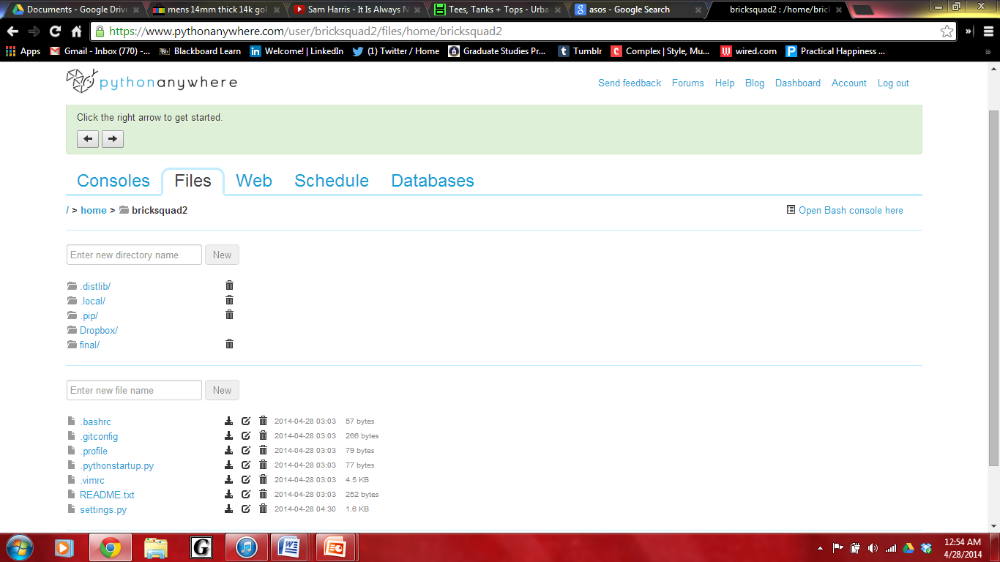 Documents - Google Drive
mens 14mm thick 14k gol
Sam Harris - It Is Always N
Tees, Tanks + Tops - Urba
asos - Google Search
bricksquad2 : /home/brick
https://www.pythonanywhere.com/user/bricksquad2/files/home/bricksquad2
Apps
Gmail - Inbox (770) -...
Blackboard Learn
Welcome! | LinkedIn
(1) Twitter / Home
Graduate Studies Pr...
Tumblr
Complex | Style, Mu...
wired.com
Practical Happiness ...
pythonanywhere
Send feedback Forums Help Blog Dashboard Account Log out
Click the right arrow to get started.
Consoles Files Web Schedule Databases
/ > home > bricksquad2
Open Bash console here
Enter new directory name New
.distlib/
.local/
.pip/
Dropbox/
final/
Enter new file name New
.bashrc 2014-04-28 03:03 57 bytes
.gitconfig 2014-04-28 03:03 266 bytes
.profile 2014-04-28 03:03 79 bytes
.pythonstartup.py 2014-04-28 03:03 77 bytes
.vimrc 2014-04-28 03:03 4.5 KB
README.txt 2014-04-28 03:03 252 bytes
settings.py 2014-04-28 04:30 1.6 KB
12:54 AM
4/28/2014